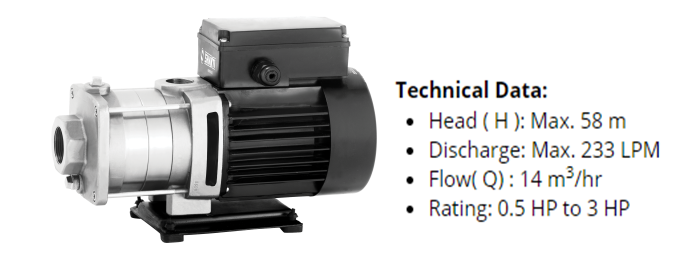 Technical Data:
• Head ( H ): Max. 58 m
• Discharge: Max. 233 LPM
• Flow( Q) : 14 m³/hr
• Rating: 0.5 HP to 3 HP